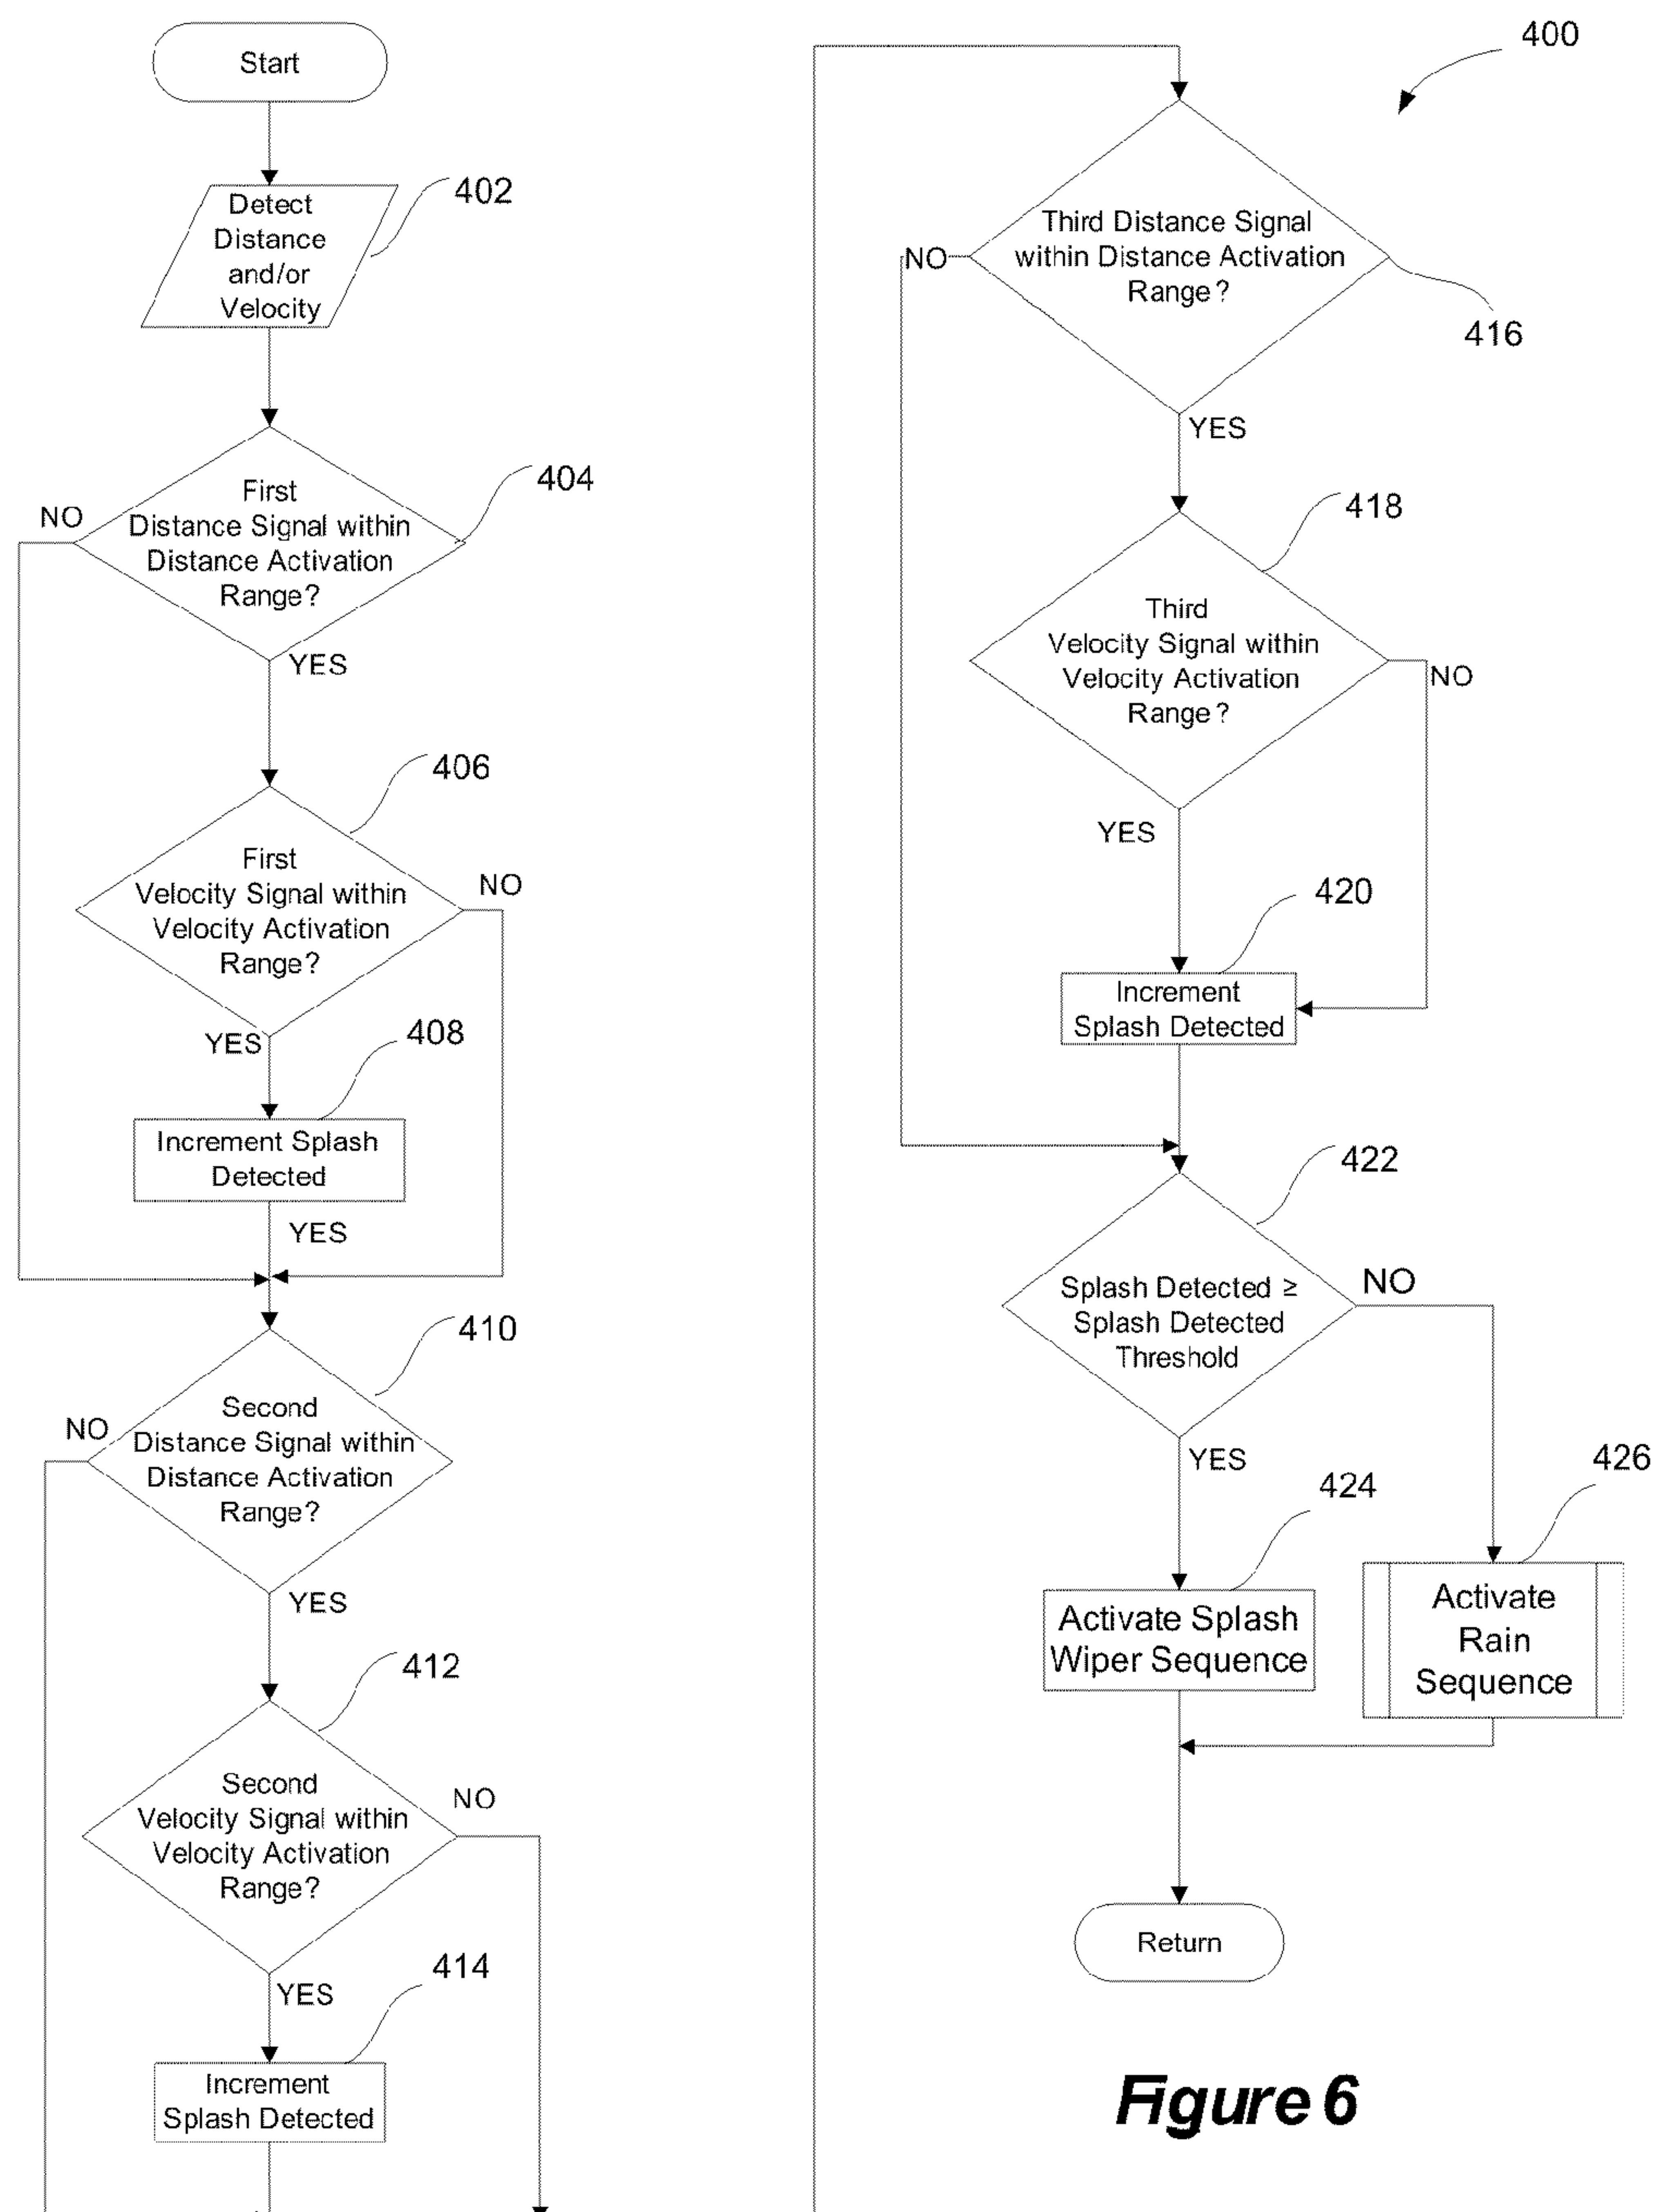 Start
Detect
Distance
and/or
Velocity
402
First
Distance Signal within
Distance Activation
Range?
404
NO
YES
406
First
Velocity Signal within
Velocity Activation
Range?
NO
YES
408
Increment Splash
Detected
YES
410
Second
Distance Signal within
Distance Activation
Range?
NO
YES
412
Second
Velocity Signal within
Velocity Activation
Range?
NO
YES
414
Increment
Splash Detected
400
Third Distance Signal
within Distance Activation
Range?
NO
416
YES
418
Third
Velocity Signal within
Velocity Activation
Range?
NO
YES
420
Increment
Splash Detected
422
Splash Detected ≥
Splash Detected
Threshold
NO
YES
424
Activate Splash
Wiper Sequence
426
Activate
Rain
Sequence
Return
Figure 6